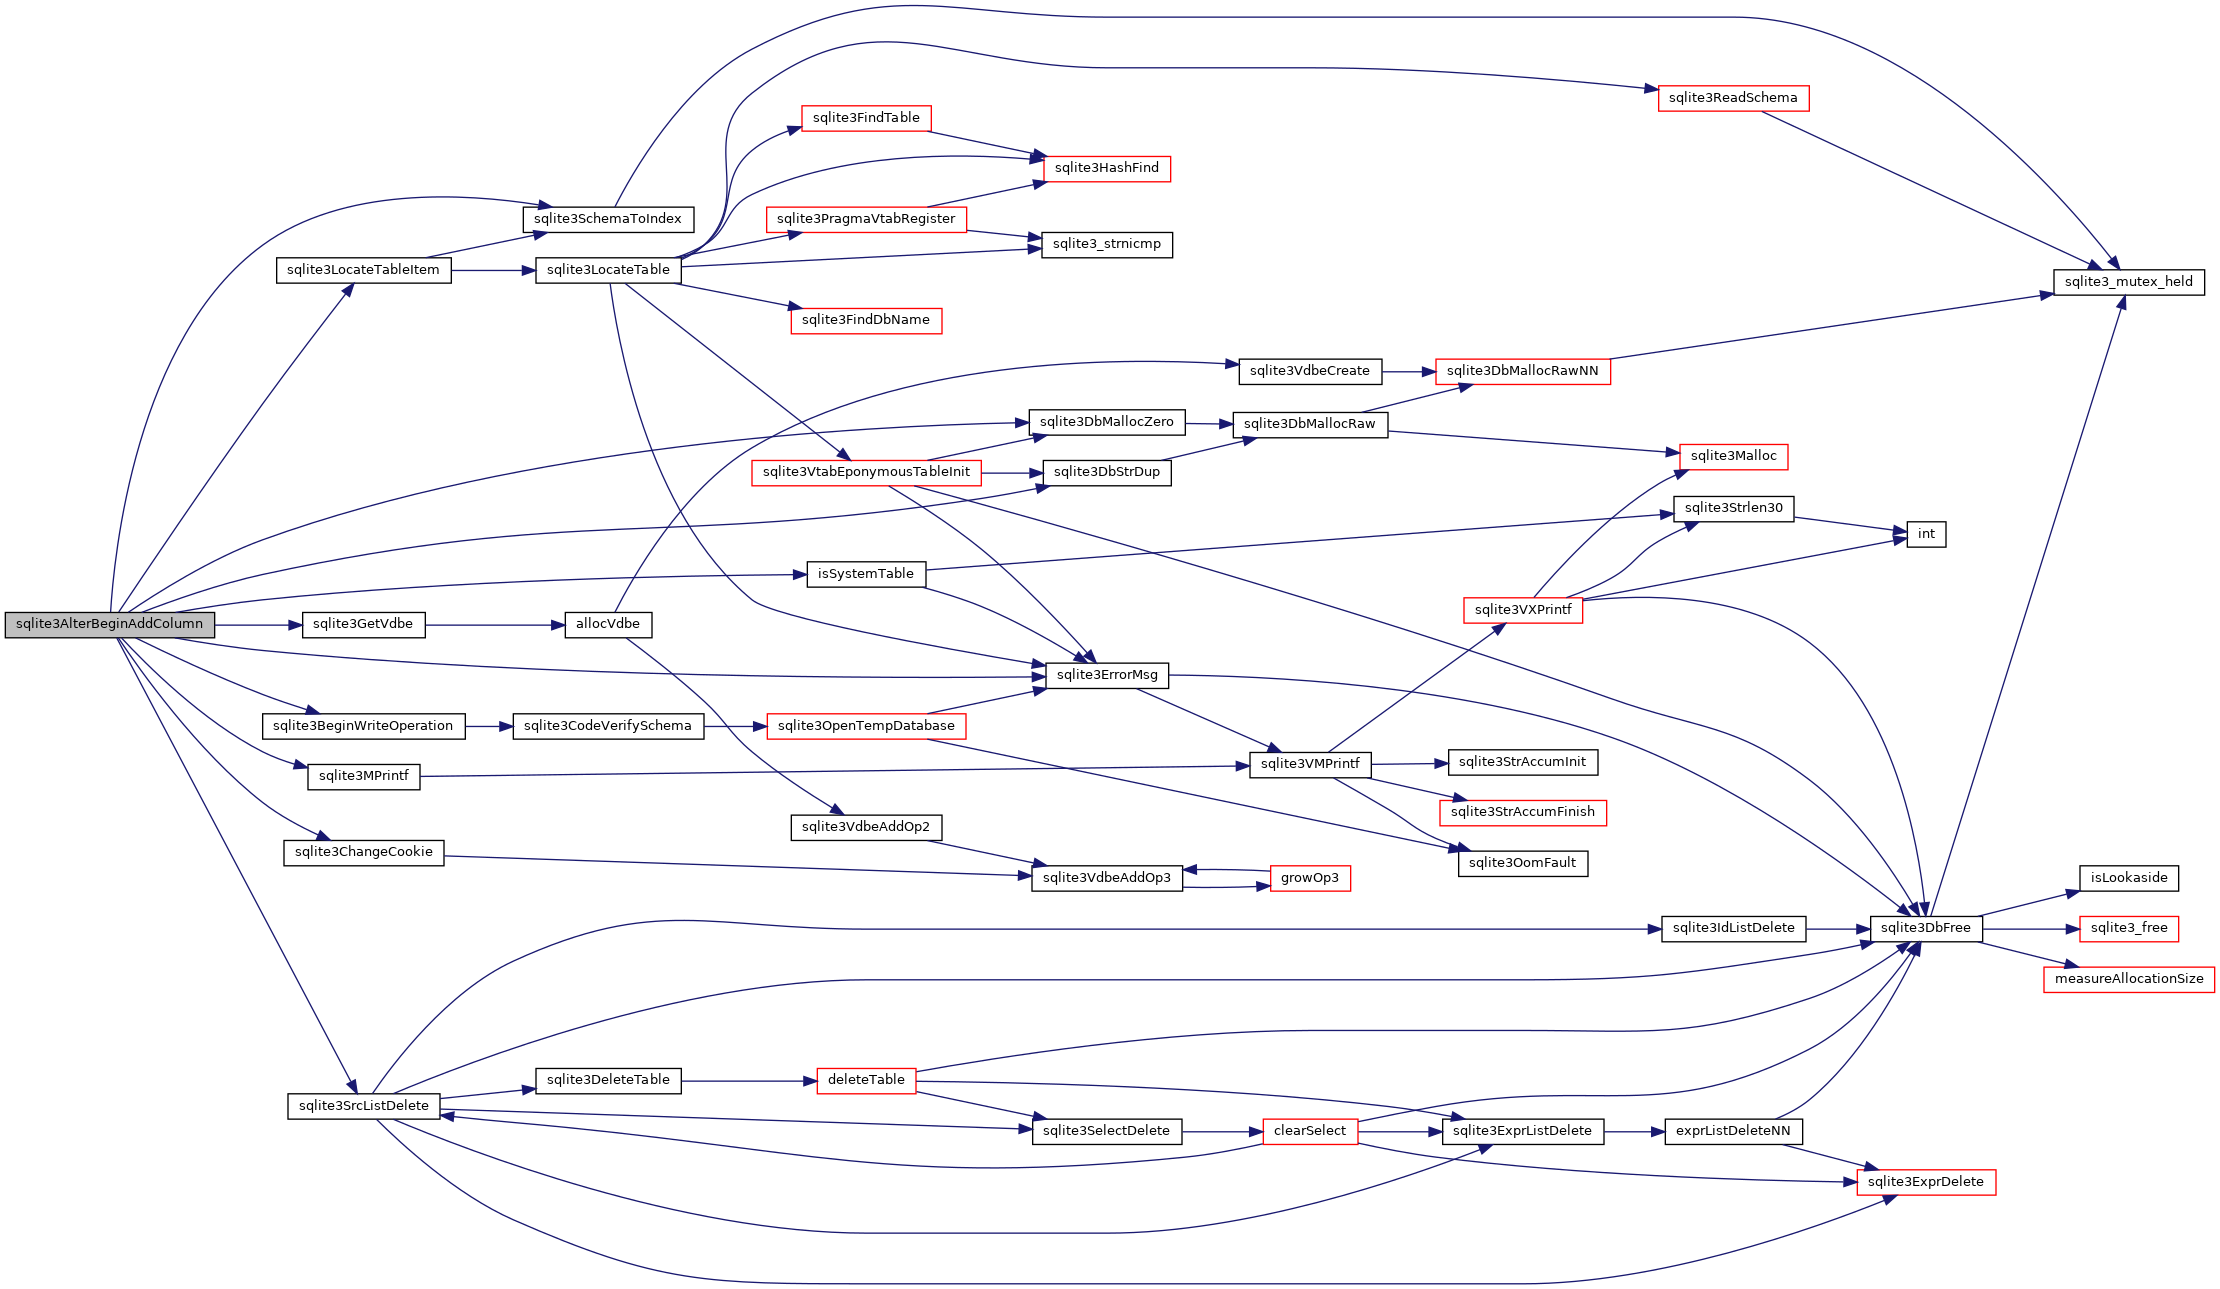 sqlite3ReadSchema
sqlite3FindTable
sqlite3HashFind
sqlite3SchemaToIndex
sqlite3PragmaVtabRegister
sqlite3_strnicmp
sqlite3LocateTableItem
sqlite3LocateTable
sqlite3_mutex_held
sqlite3FindDbName
sqlite3VdbeCreate
sqlite3DbMallocRawNN
sqlite3DbMallocZero
sqlite3DbMallocRaw
sqlite3Malloc
sqlite3VtabEponymousTableInit
sqlite3DbStrDup
sqlite3Strlen30
int
isSystemTable
sqlite3VXPrintf
sqlite3AlterBeginAddColumn
sqlite3GetVdbe
allocVdbe
sqlite3ErrorMsg
sqlite3BeginWriteOperation
sqlite3CodeVerifySchema
sqlite3OpenTempDatabase
sqlite3VMPrintf
sqlite3StrAccumInit
sqlite3MPrintf
sqlite3StrAccumFinish
sqlite3VdbeAddOp2
sqlite3ChangeCookie
sqlite3OomFault
sqlite3VdbeAddOp3
growOp3
isLookaside
sqlite3IdListDelete
sqlite3DbFree
sqlite3_free
measureAllocationSize
sqlite3DeleteTable
deleteTable
sqlite3SrcListDelete
sqlite3SelectDelete
clearSelect
sqlite3ExprListDelete
exprListDeleteNN
sqlite3ExprDelete